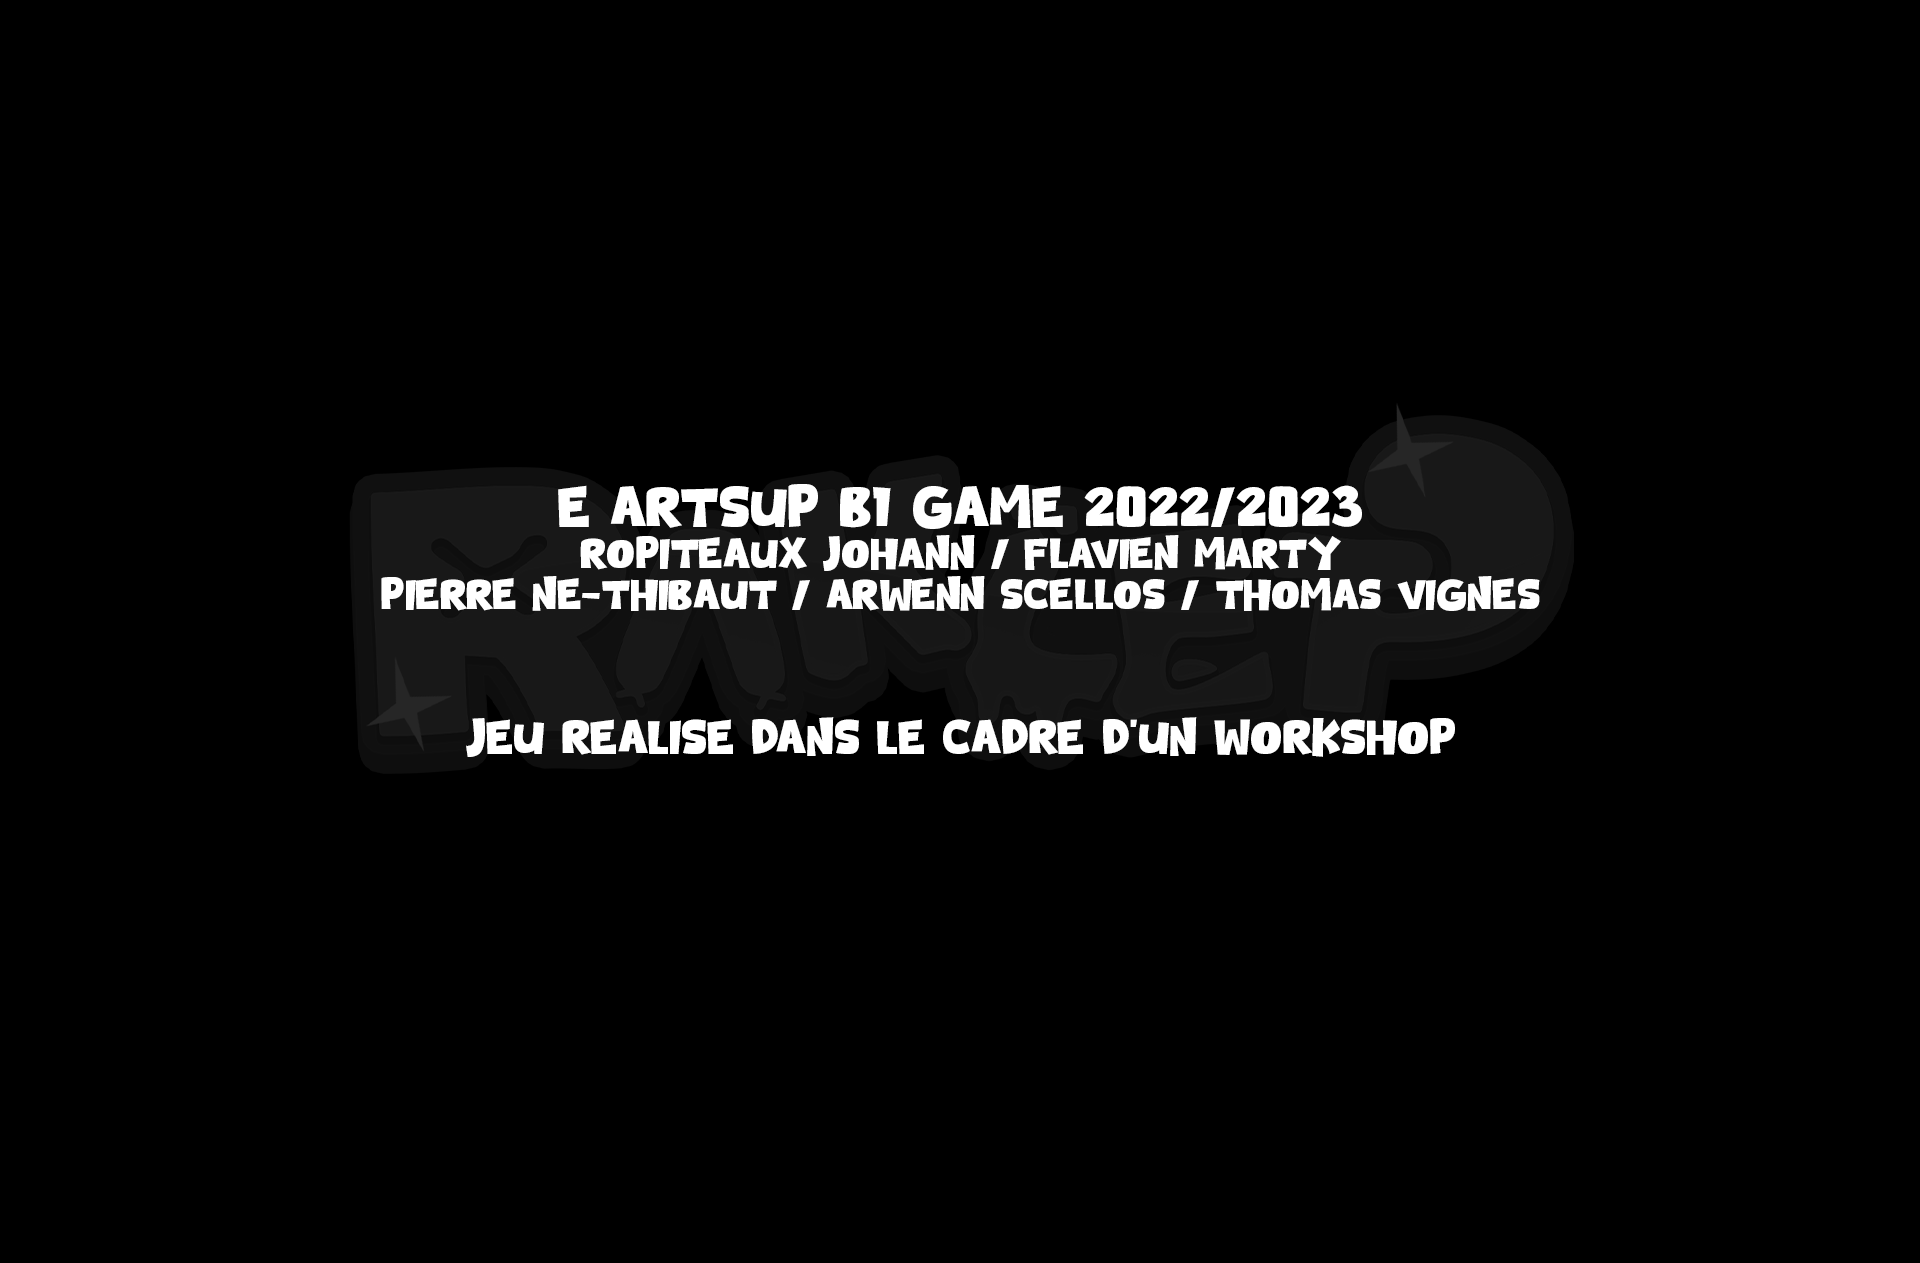 E ARTSUP B1 GAME 2022/2023
ROPITEAUX JOHANN / FLAVIEN MARTY
PIERRE NE-THIBAUT / ARWENN SCELLOS / THOMAS VIGNES
JEU REALISE DANS LE CADRE D'UN WORKSHOP